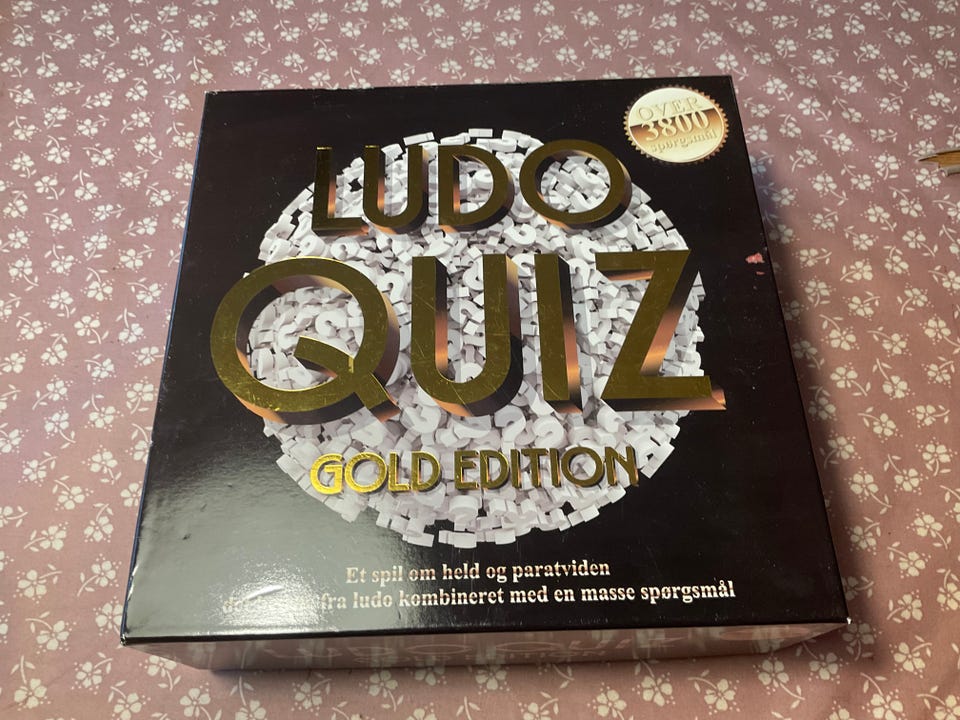 OVER
3800
spørgsmål
LUDO
QUIZ
GOLD EDITION
Et spil om held og paratviden
fra ludo kombineret med en masse spørgsmål